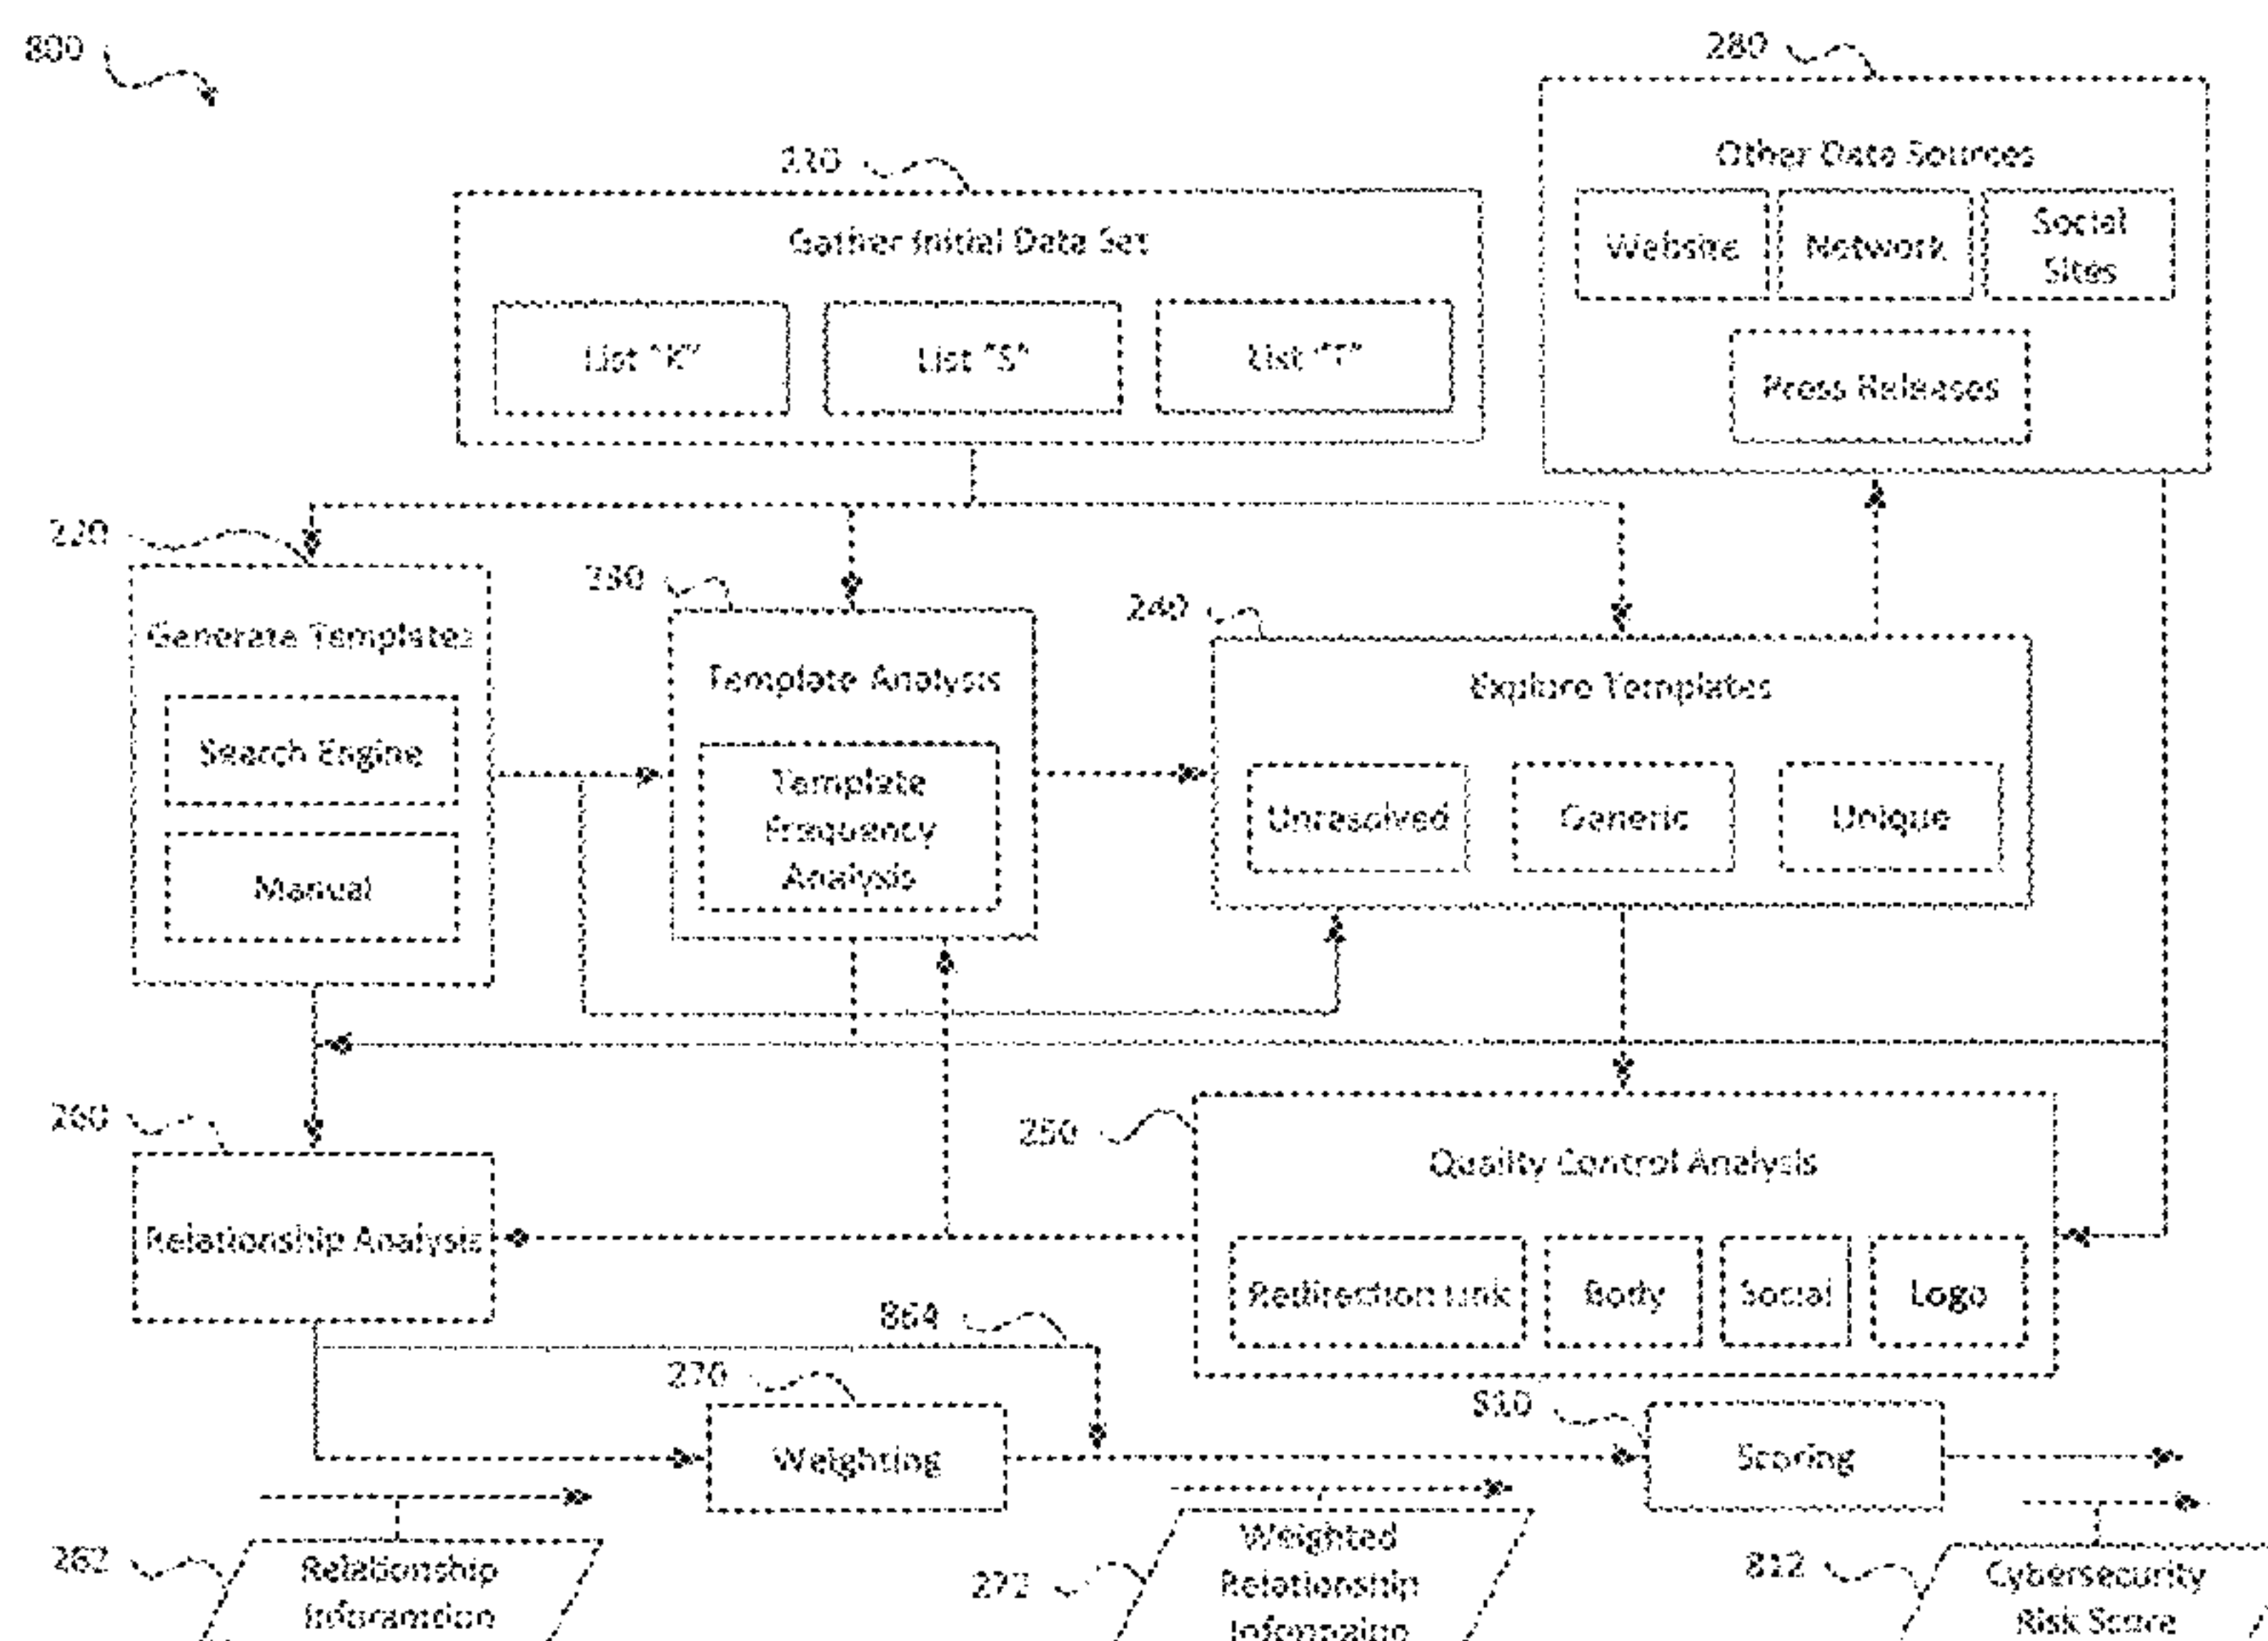 800
280
Other Data Sources
Website
Network
Social
Sites
Press Releases
210
Gather Initial Data Set
List "K"
List "S"
List "T"
220
Generate Templates
Search Engine
Manual
230
Template Analysis
Template
Frequency
Analysis
240
Explore Templates
Unresolved
Generic
Unique
260
Relationship Analysis
250
Quality Control Analysis
Redirection Link
Body
Social
Logo
864
270
Weighting
810
Scoring
262
Relationship
272
Weighted
Relationship
812
Cybersecurity
Risk Score